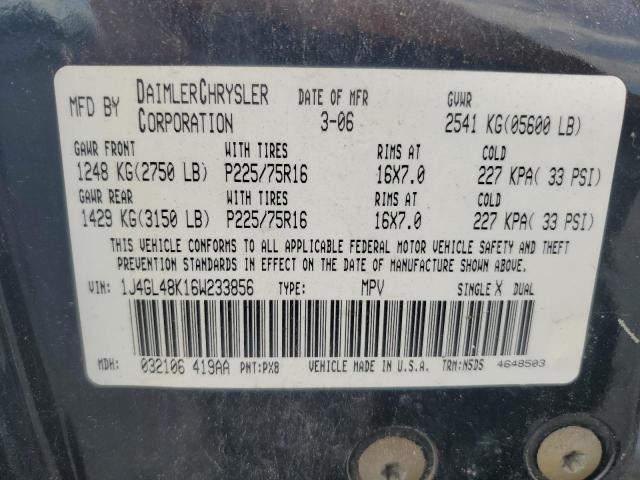 MFD BY DAIMLERCHRYSLER CORPORATION DATE OF MFR 3-06 GVWR 2541 KG(05600 LB)
GAWR FRONT WITH TIRES RIMS AT COLD
1248 KG(2750 LB) P225/75R16 16X7.0 227 KPA( 33 PSI)
GAWR REAR WITH TIRES RIMS AT COLD
1429 KG(3150 LB) P225/75R16 16X7.0 227 KPA( 33 PSI)
THIS VEHICLE CONFORMS TO ALL APPLICABLE FEDERAL MOTOR VEHICLE SAFETY AND THEFT
PREVENTION STANDARDS IN EFFECT ON THE DATE OF MANUFACTURE SHOWN ABOVE.
VIN: 1J4GL48K16W233856 TYPE: MPV SINGLE X DUAL
MDH: 032106 419AA PNT:PX8 VEHICLE MADE IN U.S.A. TRM:N5D5 4648503